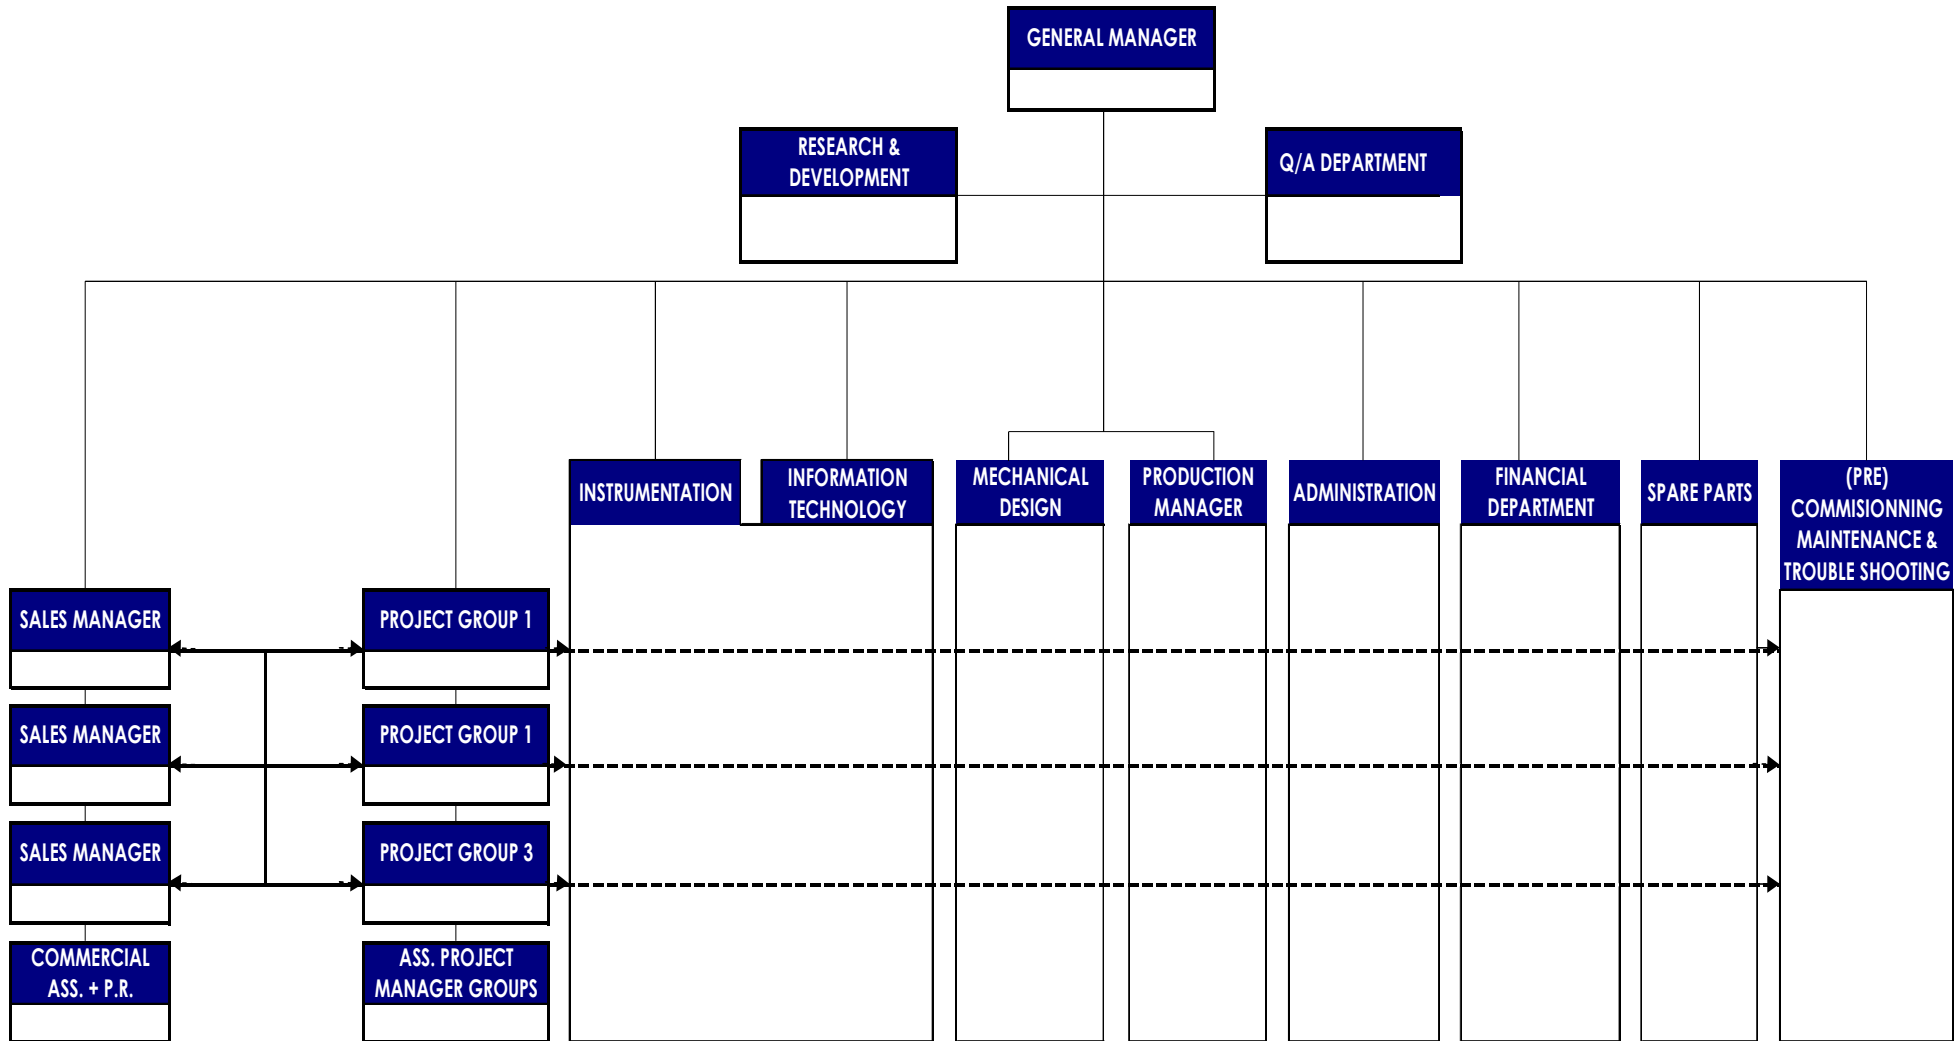 GENERAL MANAGER
RESEARCH &
DEVELOPMENT
Q/A DEPARTMENT
INSTRUMENTATION
INFORMATION
TECHNOLOGY
MECHANICAL
DESIGN
PRODUCTION
MANAGER
ADMINISTRATION
FINANCIAL
DEPARTMENT
SPARE PARTS
(PRE)
COMMISIONNING
MAINTENANCE &
TROUBLE SHOOTING
SALES MANAGER
PROJECT GROUP 1
SALES MANAGER
PROJECT GROUP 1
SALES MANAGER
PROJECT GROUP 3
COMMERCIAL
ASS. + P.R.
ASS. PROJECT
MANAGER GROUPS